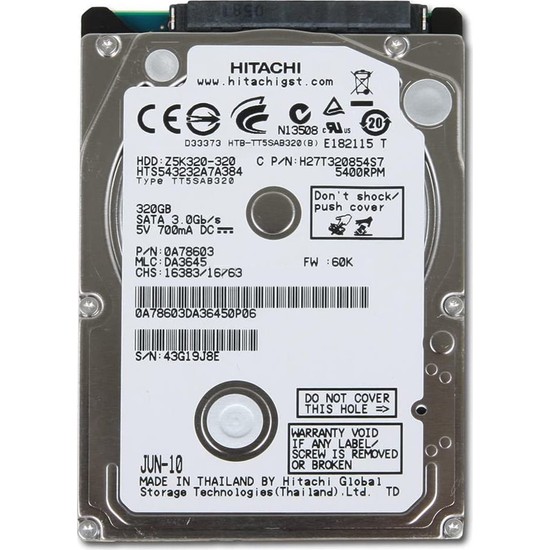 0581
HITACHI
www.hitachigst.com
N13508
D33373 HTB-TT5SAB320(B) E182115 T
HDD: Z5K320-320 C P/N:H27T320854S7
HTS543232A7A384 5400RPM
Type TT5SAB320
Don't shock/
push cover
320GB
SATA 3.0Gb/s
5V 700mA DC
P/N: 0A78603
MLC: DA3645 FW :60K
CHS: 16383/16/63
0A78603DA36450P06
S/N: 43G19J8E
DO NOT COVER
THIS HOLE
WARRANTY VOID
IF ANY LABEL/
SCREW IS REMOVED
OR BROKEN
JUN-10
MADE IN THAILAND BY Hitachi Global
Storage Technologies(Thailand).Ltd. TD